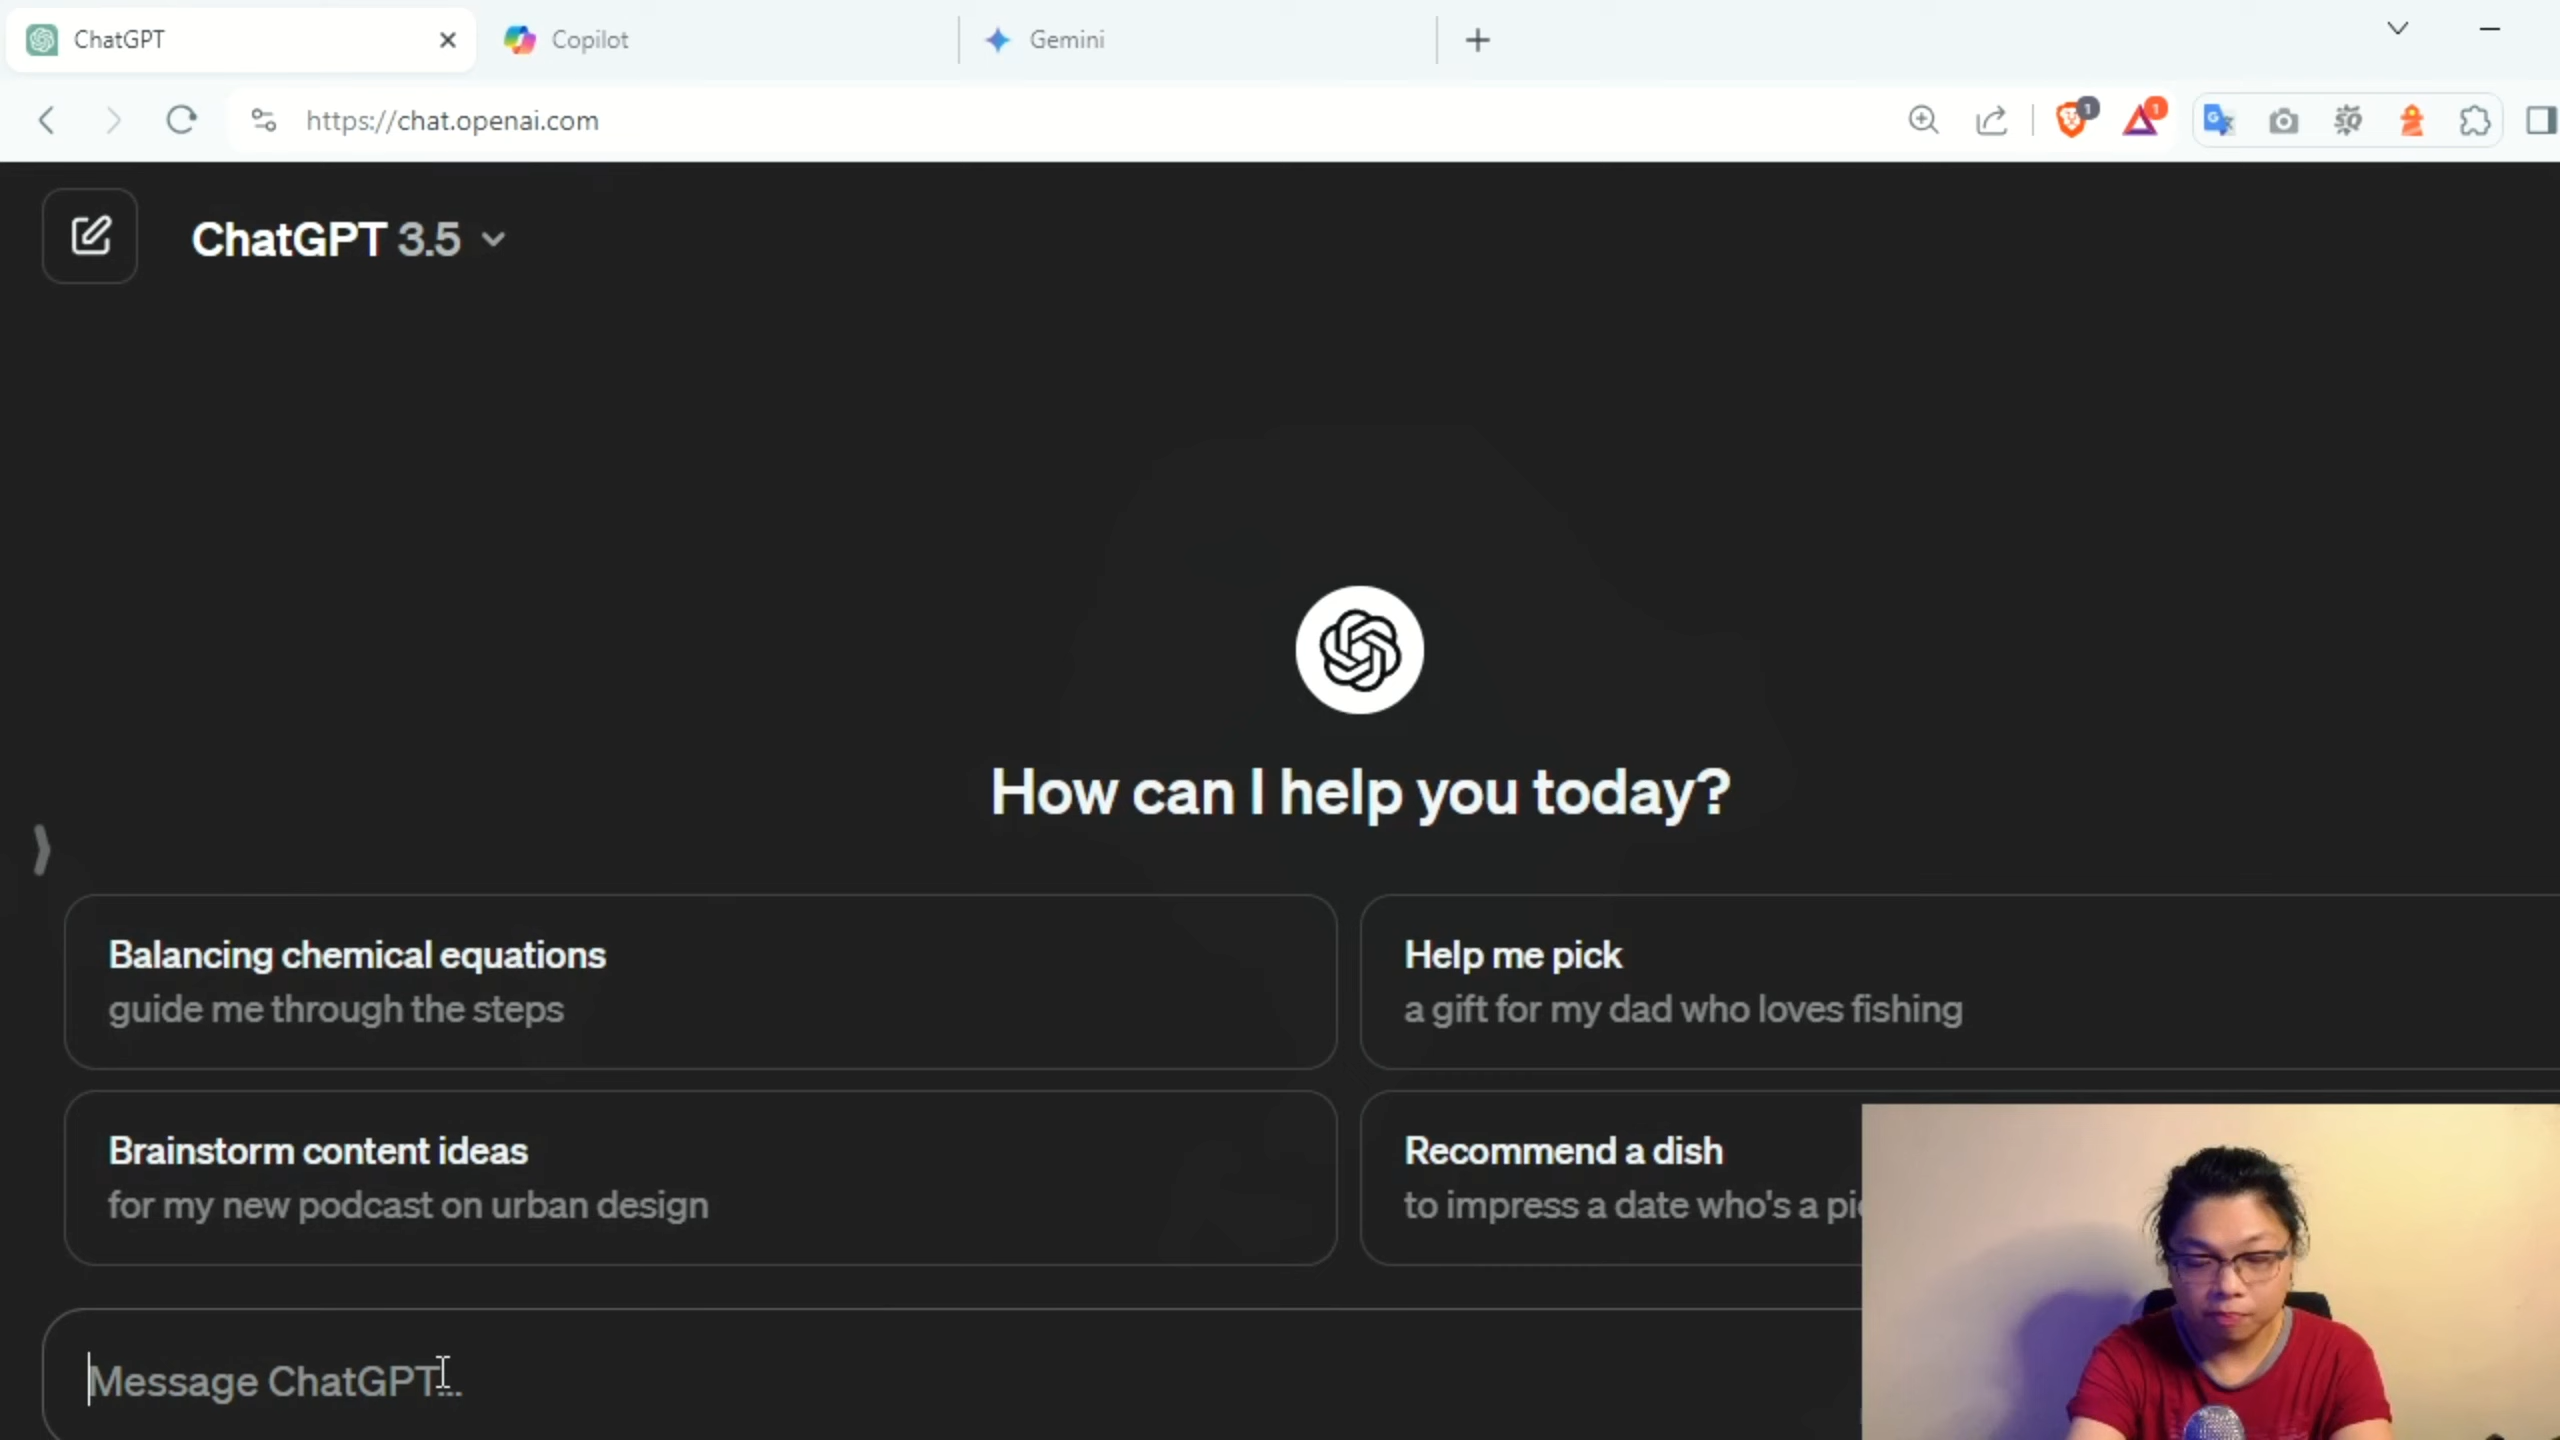 ChatGPT
Copilot
Gemini
https://chat.openai.com
1
1
ChatGPT 3.5
How can I help you today?
Balancing chemical equations
guide me through the steps
Help me pick
a gift for my dad who loves fishing
Brainstorm content ideas
for my new podcast on urban design
Recommend a dish
to impress a date who's a
Message ChatGPT...